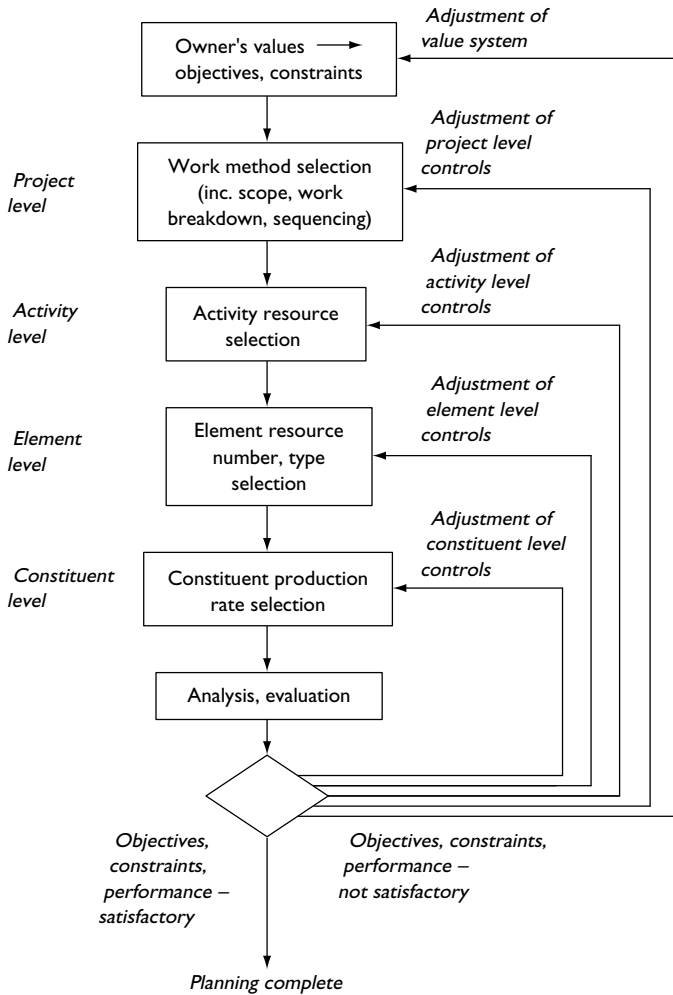 Adjustment of
value system
Owner's values →
objectives, constraints
Adjustment of
project level
controls
Project
level
Work method selection
(inc. scope, work
breakdown, sequencing)
Adjustment of
activity level
controls
Activity
level
Activity resource
selection
Adjustment of
element level
controls
Element
level
Element resource
number, type
selection
Adjustment of
constituent level
controls
Constituent
level
Constituent production
rate selection
Analysis, evaluation
Objectives,
constraints,
performance –
satisfactory
Objectives, constraints,
performance –
not satisfactory
Planning complete